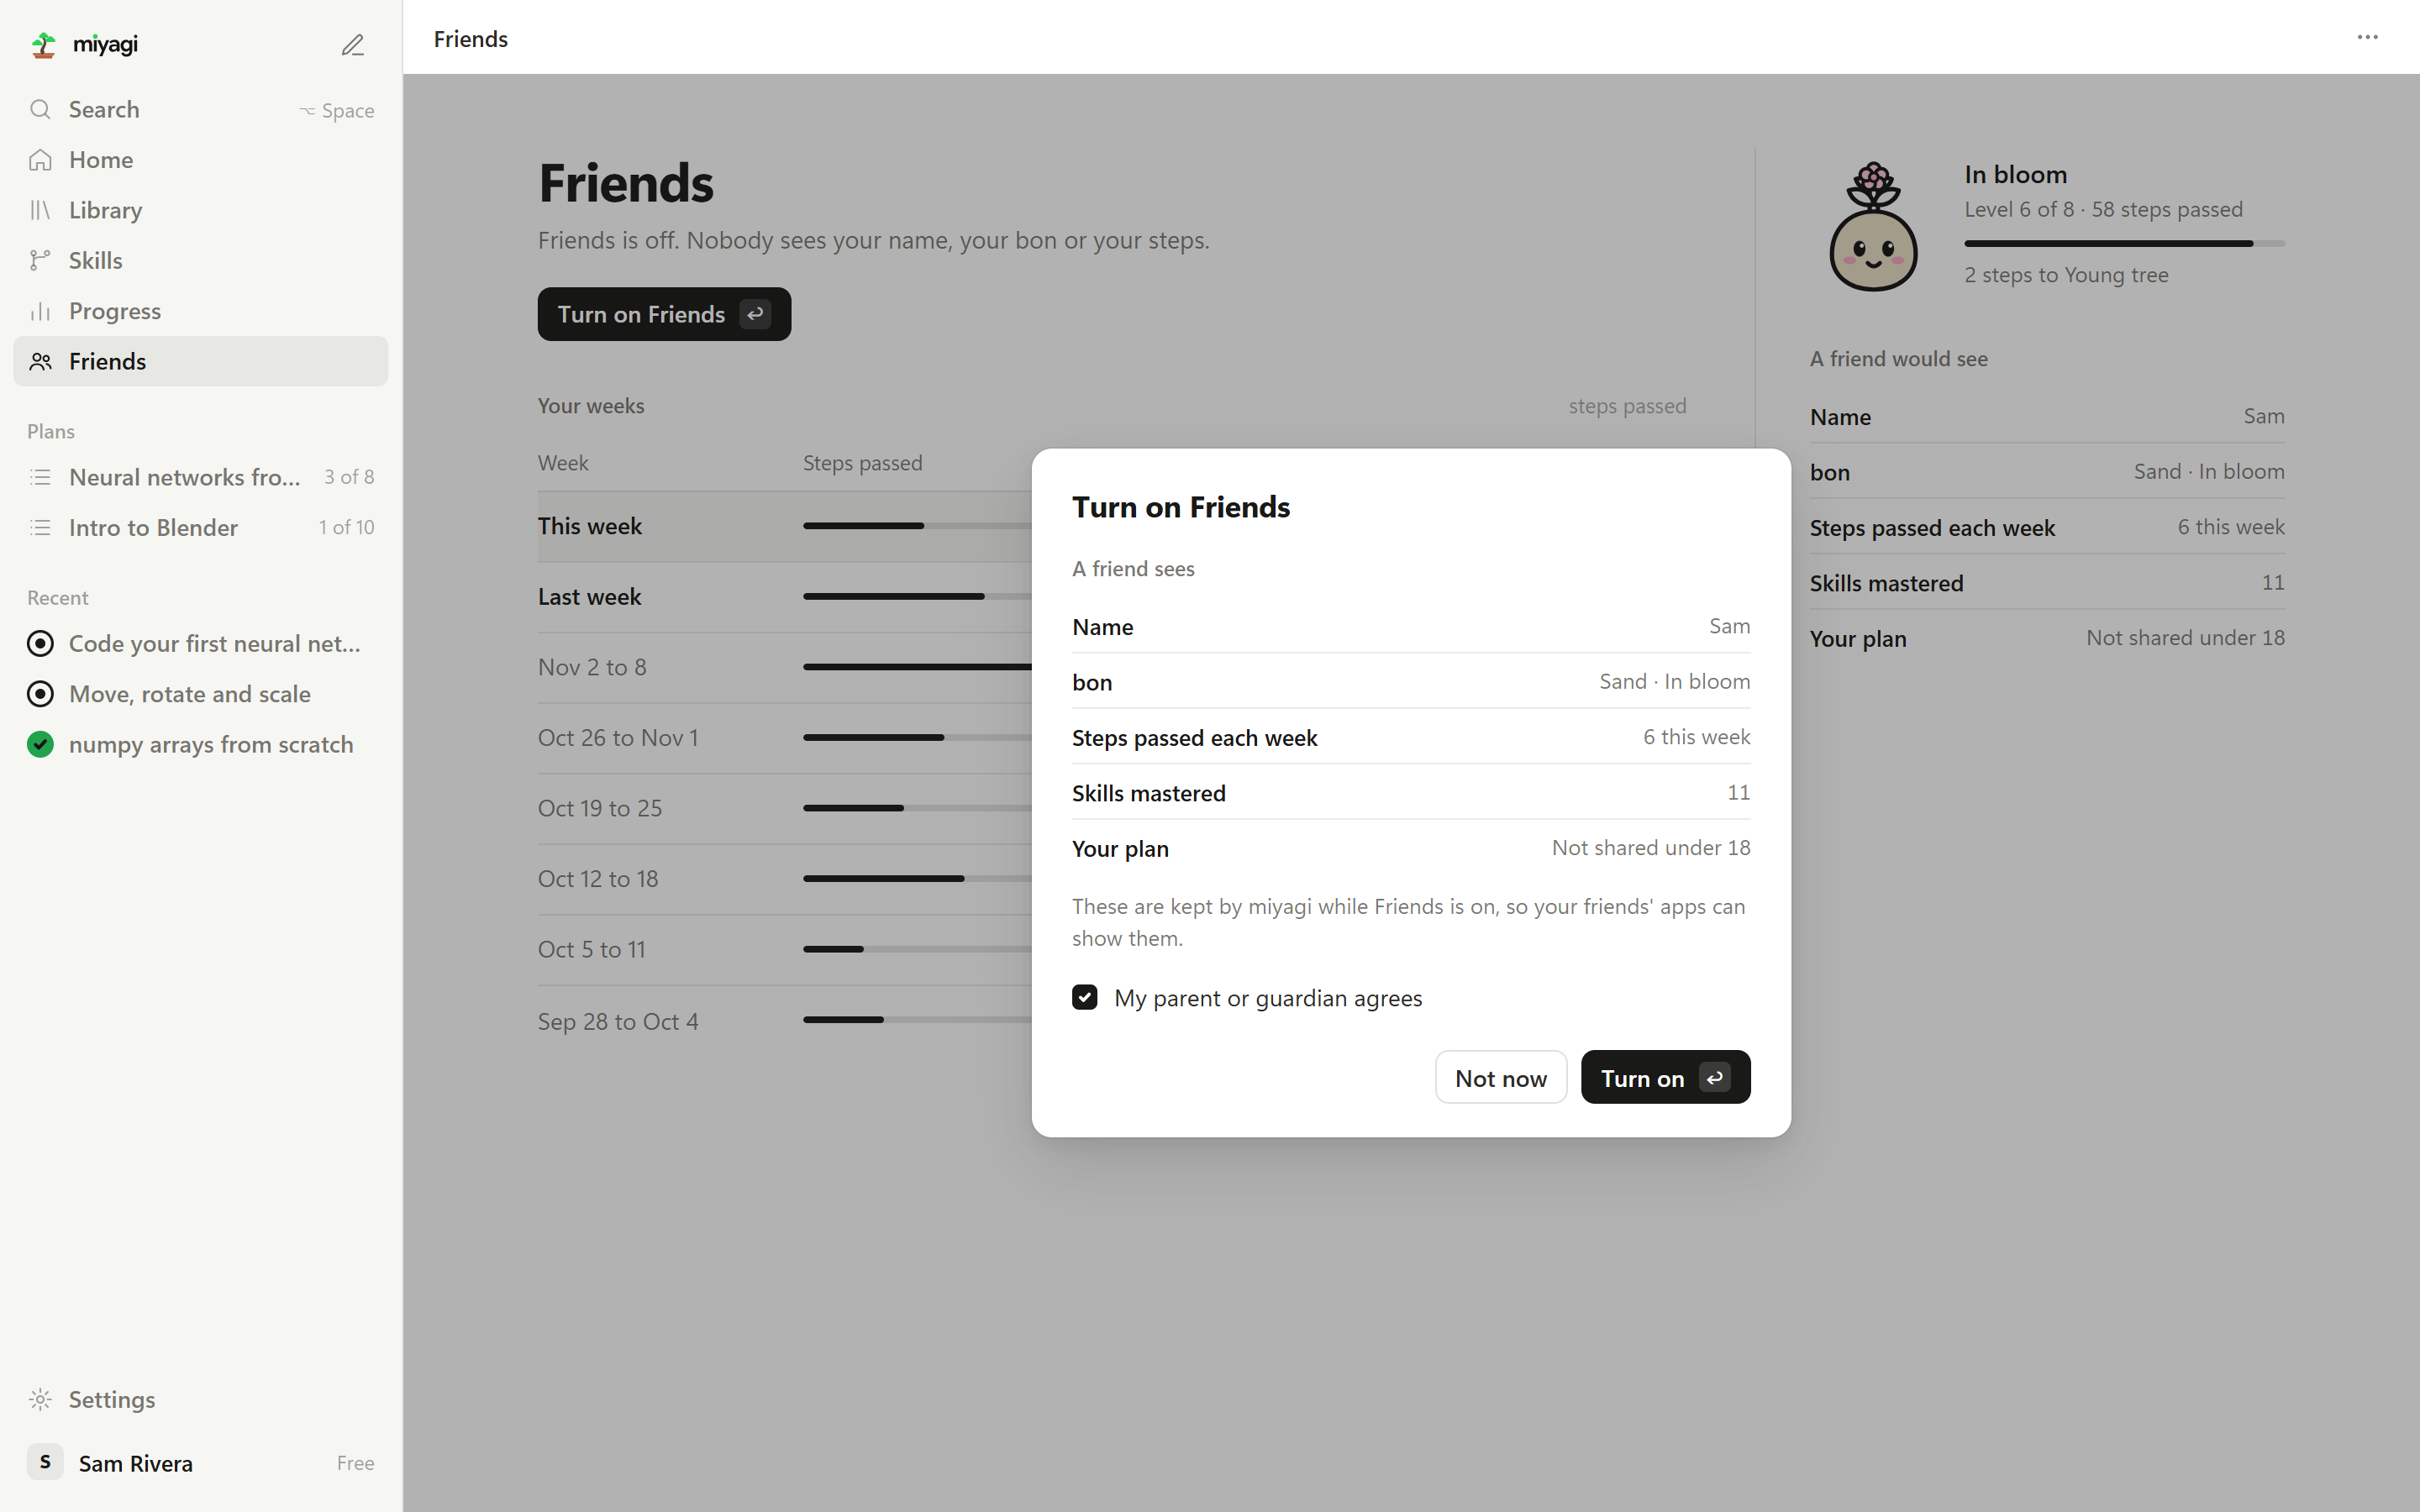 miyagi
Search
⌥ Space
Home
Library
Skills
Progress
Friends
Plans
Neural networks fro...
3 of 8
Intro to Blender
1 of 10
Recent
Code your first neural net...
Move, rotate and scale
numpy arrays from scratch
Settings
S
Sam Rivera
Free
Friends
Friends
Friends is off. Nobody sees your name, your bon or your steps.
Turn on Friends
Your weeks
steps passed
Week
Steps passed
This week
Last week
Nov 2 to 8
Oct 26 to Nov 1
Oct 19 to 25
Oct 12 to 18
Oct 5 to 11
Sep 28 to Oct 4
Turn on Friends
A friend sees
Name
Sam
bon
Sand · In bloom
Steps passed each week
6 this week
Skills mastered
11
Your plan
Not shared under 18
These are kept by miyagi while Friends is on, so your friends' apps can
show them.
My parent or guardian agrees
Not now
Turn on
In bloom
Level 6 of 8 · 58 steps passed
2 steps to Young tree
A friend would see
Name
Sam
bon
Sand · In bloom
Steps passed each week
6 this week
Skills mastered
11
Your plan
Not shared under 18